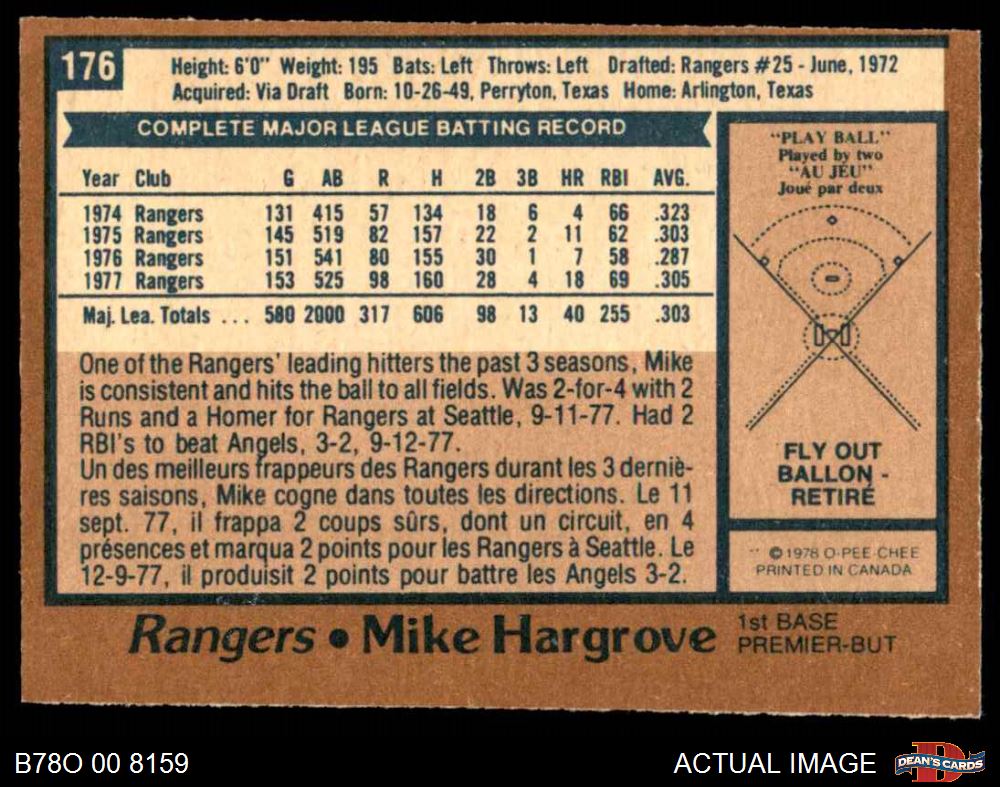 176
Height: 6'0" Weight: 195 Bats: Left Throws: Left Drafted: Rangers #25 - June, 1972
Acquired: Via Draft Born: 10-26-49, Perryton, Texas Home: Arlington, Texas
COMPLETE MAJOR LEAGUE BATTING RECORD
Year Club G AB R H 2B 3B HR RBI AVG.
1974 Rangers 131 415 57 134 18 6 4 66 .323
1975 Rangers 145 519 82 157 22 2 11 62 .303
1976 Rangers 151 541 80 155 30 1 7 58 .287
1977 Rangers 153 525 98 160 28 4 18 69 .305
Maj. Lea. Totals ... 580 2000 317 606 98 13 40 255 .303
One of the Rangers' leading hitters the past 3 seasons, Mike
is consistent and hits the ball to all fields. Was 2-for-4 with 2
Runs and a Homer for Rangers at Seattle, 9-11-77. Had 2
RBI's to beat Angels, 3-2, 9-12-77.
Un des meilleurs frappeurs des Rangers durant les 3 derniè-
res saisons, Mike cogne dans toutes les directions. Le 11
sept. 77, il frappa 2 coups sûrs, dont un circuit, en 4
présences et marqua 2 points pour les Rangers à Seattle. Le
12-9-77, il produisit 2 points pour battre les Angels 3-2.
"PLAY BALL"
Played by two
"AU JEU"
Joué par deux
FLY OUT
BALLON -
RETIRÉ
©1978 O-PEE-CHEE
PRINTED IN CANADA
Rangers • Mike Hargrove
1st BASE
PREMIER-BUT
B78O 00 8159
ACTUAL IMAGE
DEAN'S CARDS